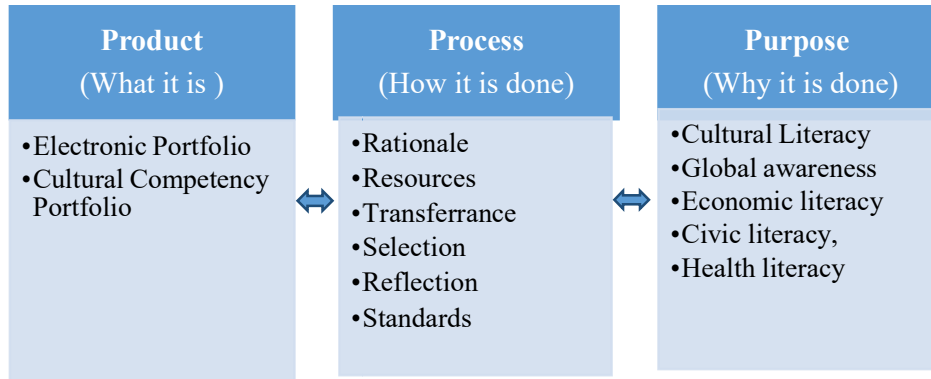 Product
(What it is )
•Electronic Portfolio
•Cultural Competency
Portfolio
Process
(How it is done)
•Rationale
•Resources
•Transferrance
•Selection
•Reflection
•Standards
Purpose
(Why it is done)
•Cultural Literacy
•Global awareness
•Economic literacy
•Civic literacy,
•Health literacy